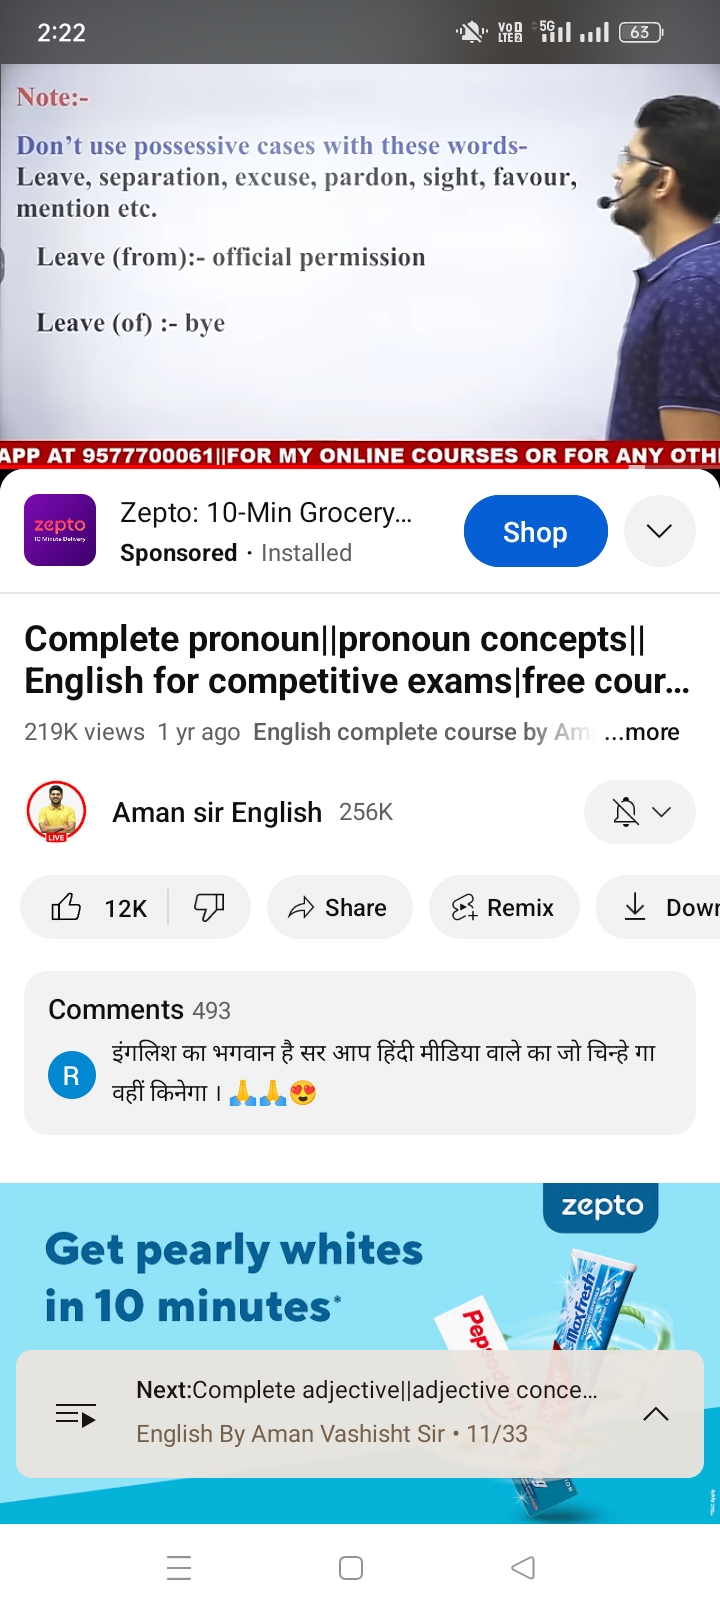 2:22
VoD
LTE2
5G
63
Note:-
Don’t use possessive cases with these words-
Leave, separation, excuse, pardon, sight, favour,
mention etc.
Leave (from):- official permission
Leave (of) :- bye
APP AT 9577700061||FOR MY ONLINE COURSES OR FOR ANY OTH
zepto
10 Minute Delivery
Zepto: 10-Min Grocery...
Sponsored · Installed
Shop
Complete pronoun||pronoun concepts||
English for competitive exams|free cour...
219K views 1 yr ago English complete course by Am ...more
LIVE
Aman sir English 256K
12K
Share
Remix
Down
Comments 493
R
इंगलिश का भगवान है सर आप हिंदी मीडिया वाले का जो चिन्हे गा
वहीं किनेगा । 🙏🙏😍
zepto
Get pearly whites
in 10 minutes*
MaxFresh
Pepsodent
Next:Complete adjective||adjective conce...
English By Aman Vashisht Sir • 11/33